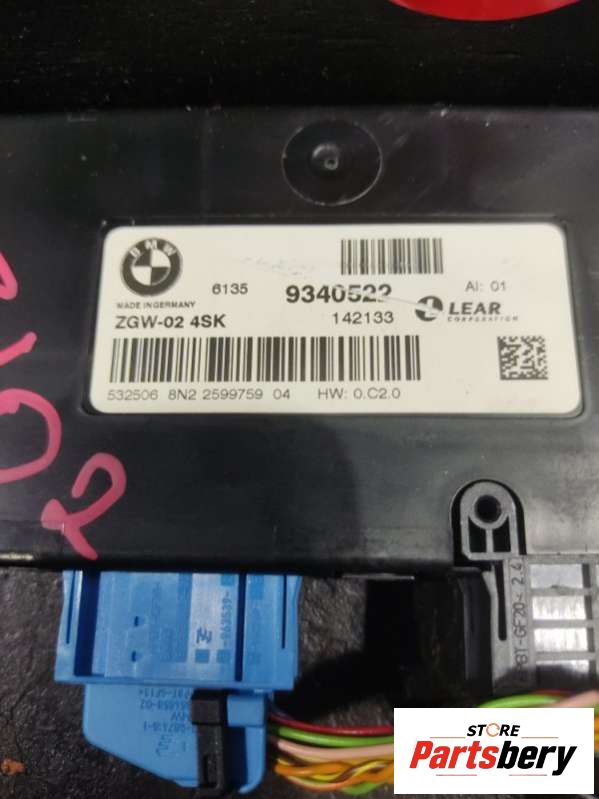 BMW
MADE IN GERMANY
6135 9340522 AI: 01
ZGW-02 4SK 142133 LEAR
CORPORATION
532506 8N2 2599759 04 HW: 0.C2.0
STORE
Partsbery